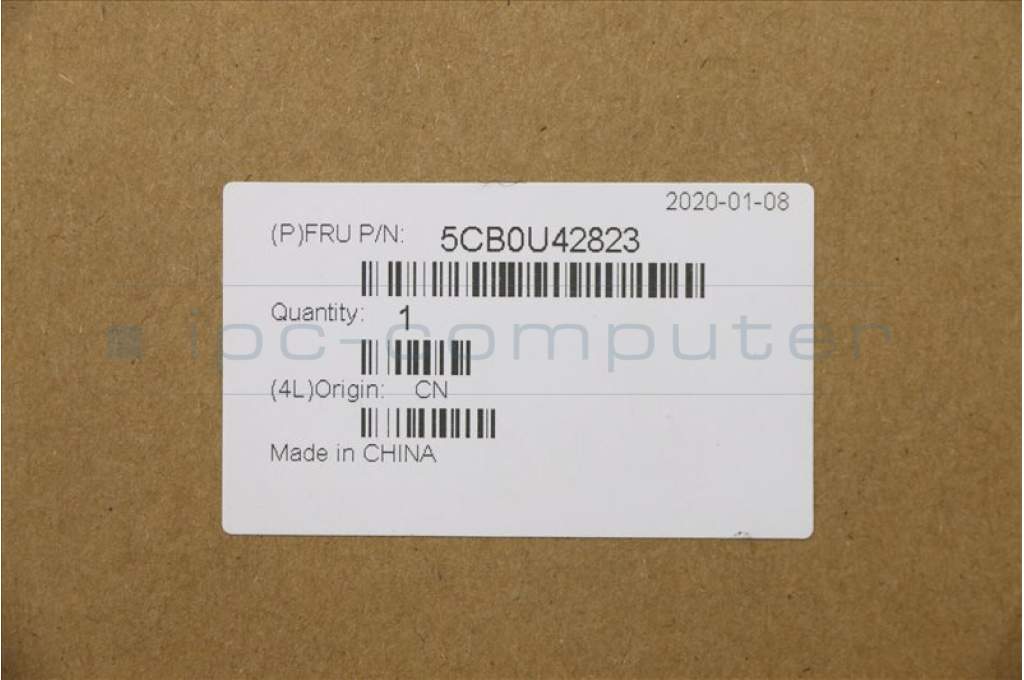 2020-01-08
(P)FRU P/N: 5CB0U42823
Quantity: 1
ipc-computer
(4L)Origin: CN
Made in CHINA